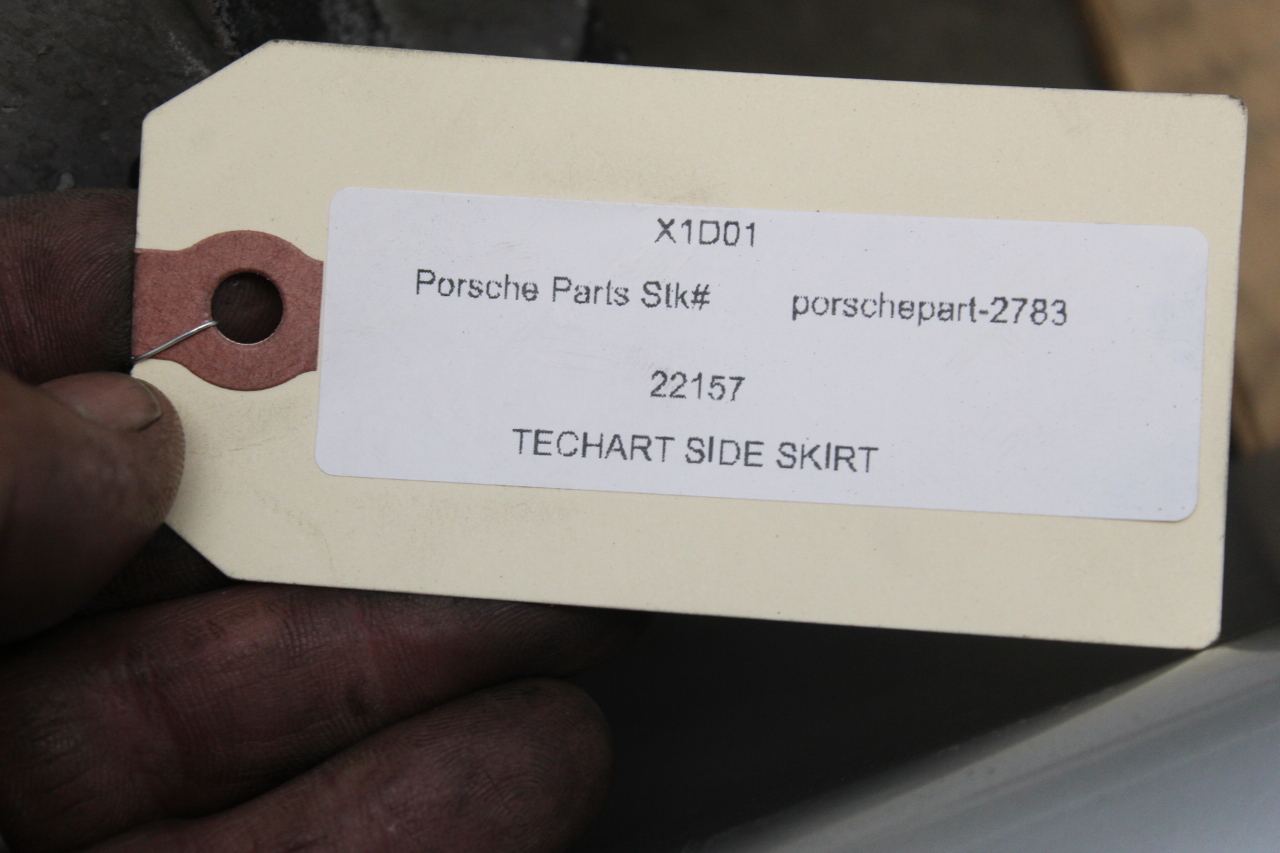 X1D01
Porsche Parts Stk# porschepart-2783
22157
TECHART SIDE SKIRT